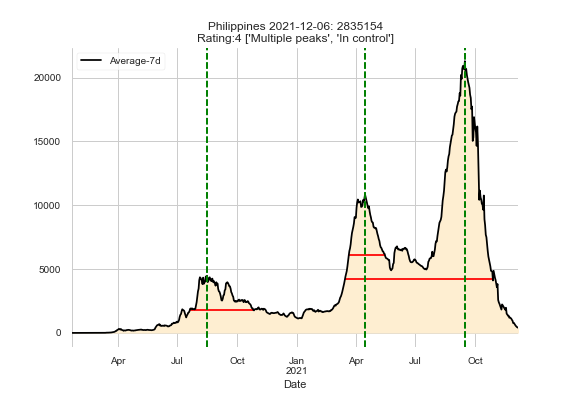 Philippines 2021-12-06: 2835154
Rating:4 ['Multiple peaks', 'In control']
Average-7d
20000
15000
10000
5000
0
Apr Jul Oct Jan Apr Jul Oct
2021
Date